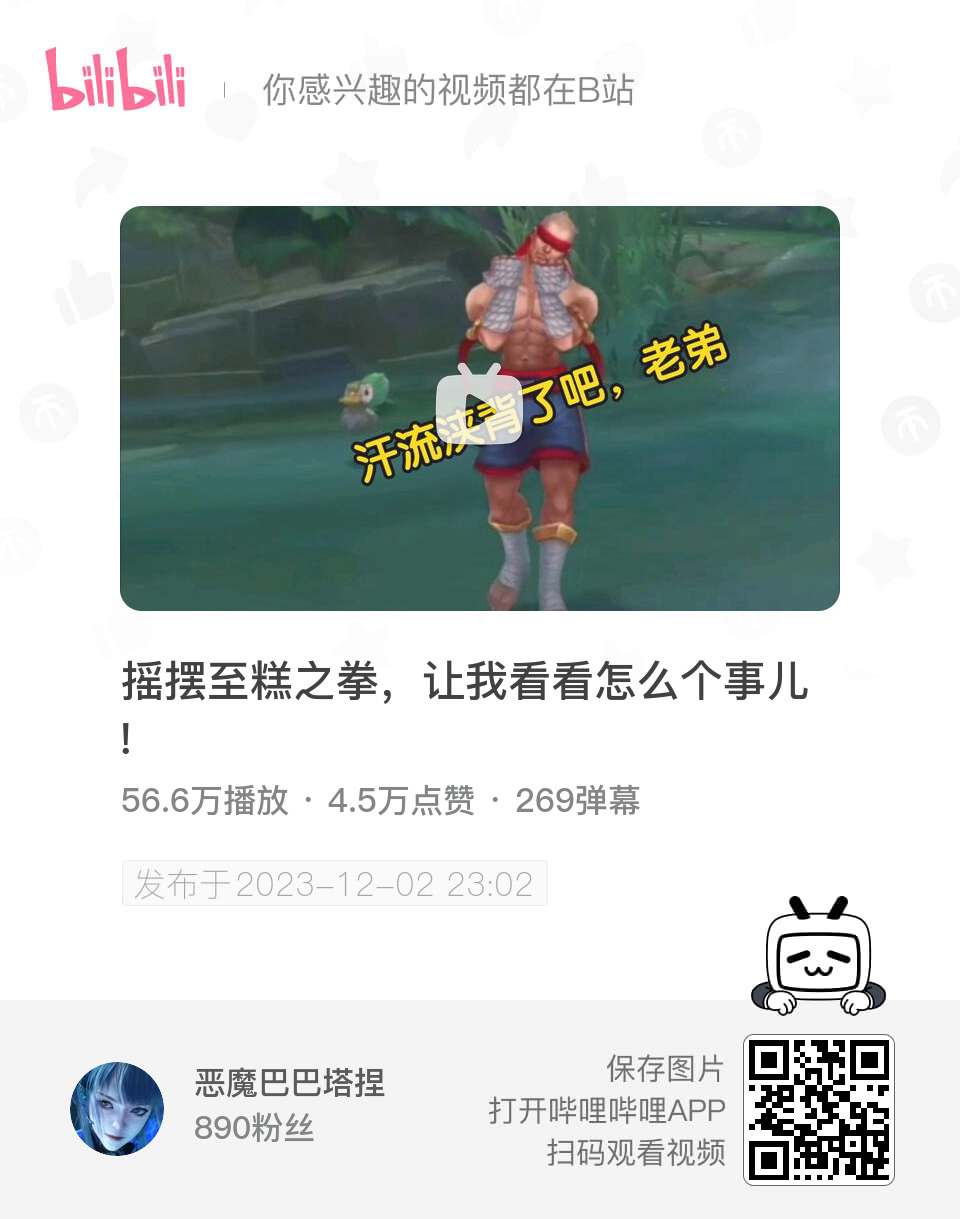 bilibili
你感兴趣的视频都在B站
汗流浃背了吧，老弟
摇摆至糕之拳，让我看看怎么个事儿
！
56.6万播放 · 4.5万点赞 · 269弹幕
发布于2023-12-02 23:02
恶魔巴巴塔捏
890粉丝
保存图片
打开哔哩哔哩APP
扫码观看视频